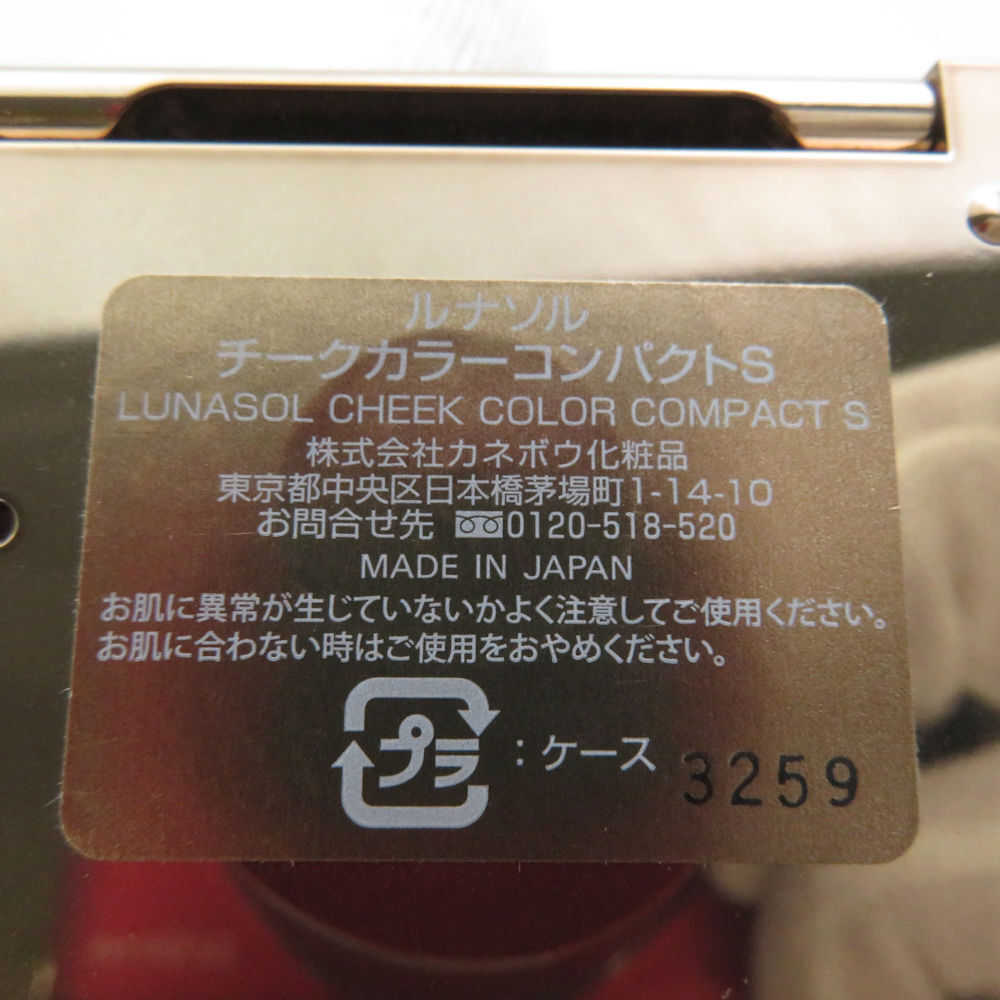 ルナソル
チークカラーコンパクトS
LUNASOL CHEEK COLOR COMPACT S
株式会社カネボウ化粧品
東京都中央区日本橋茅場町1-14-10
お問合せ先 0120-518-520
MADE IN JAPAN
お肌に異常が生じていないかよく注意してご使用ください。
お肌に合わない時はご使用をおやめください。
プラ :ケース 3259